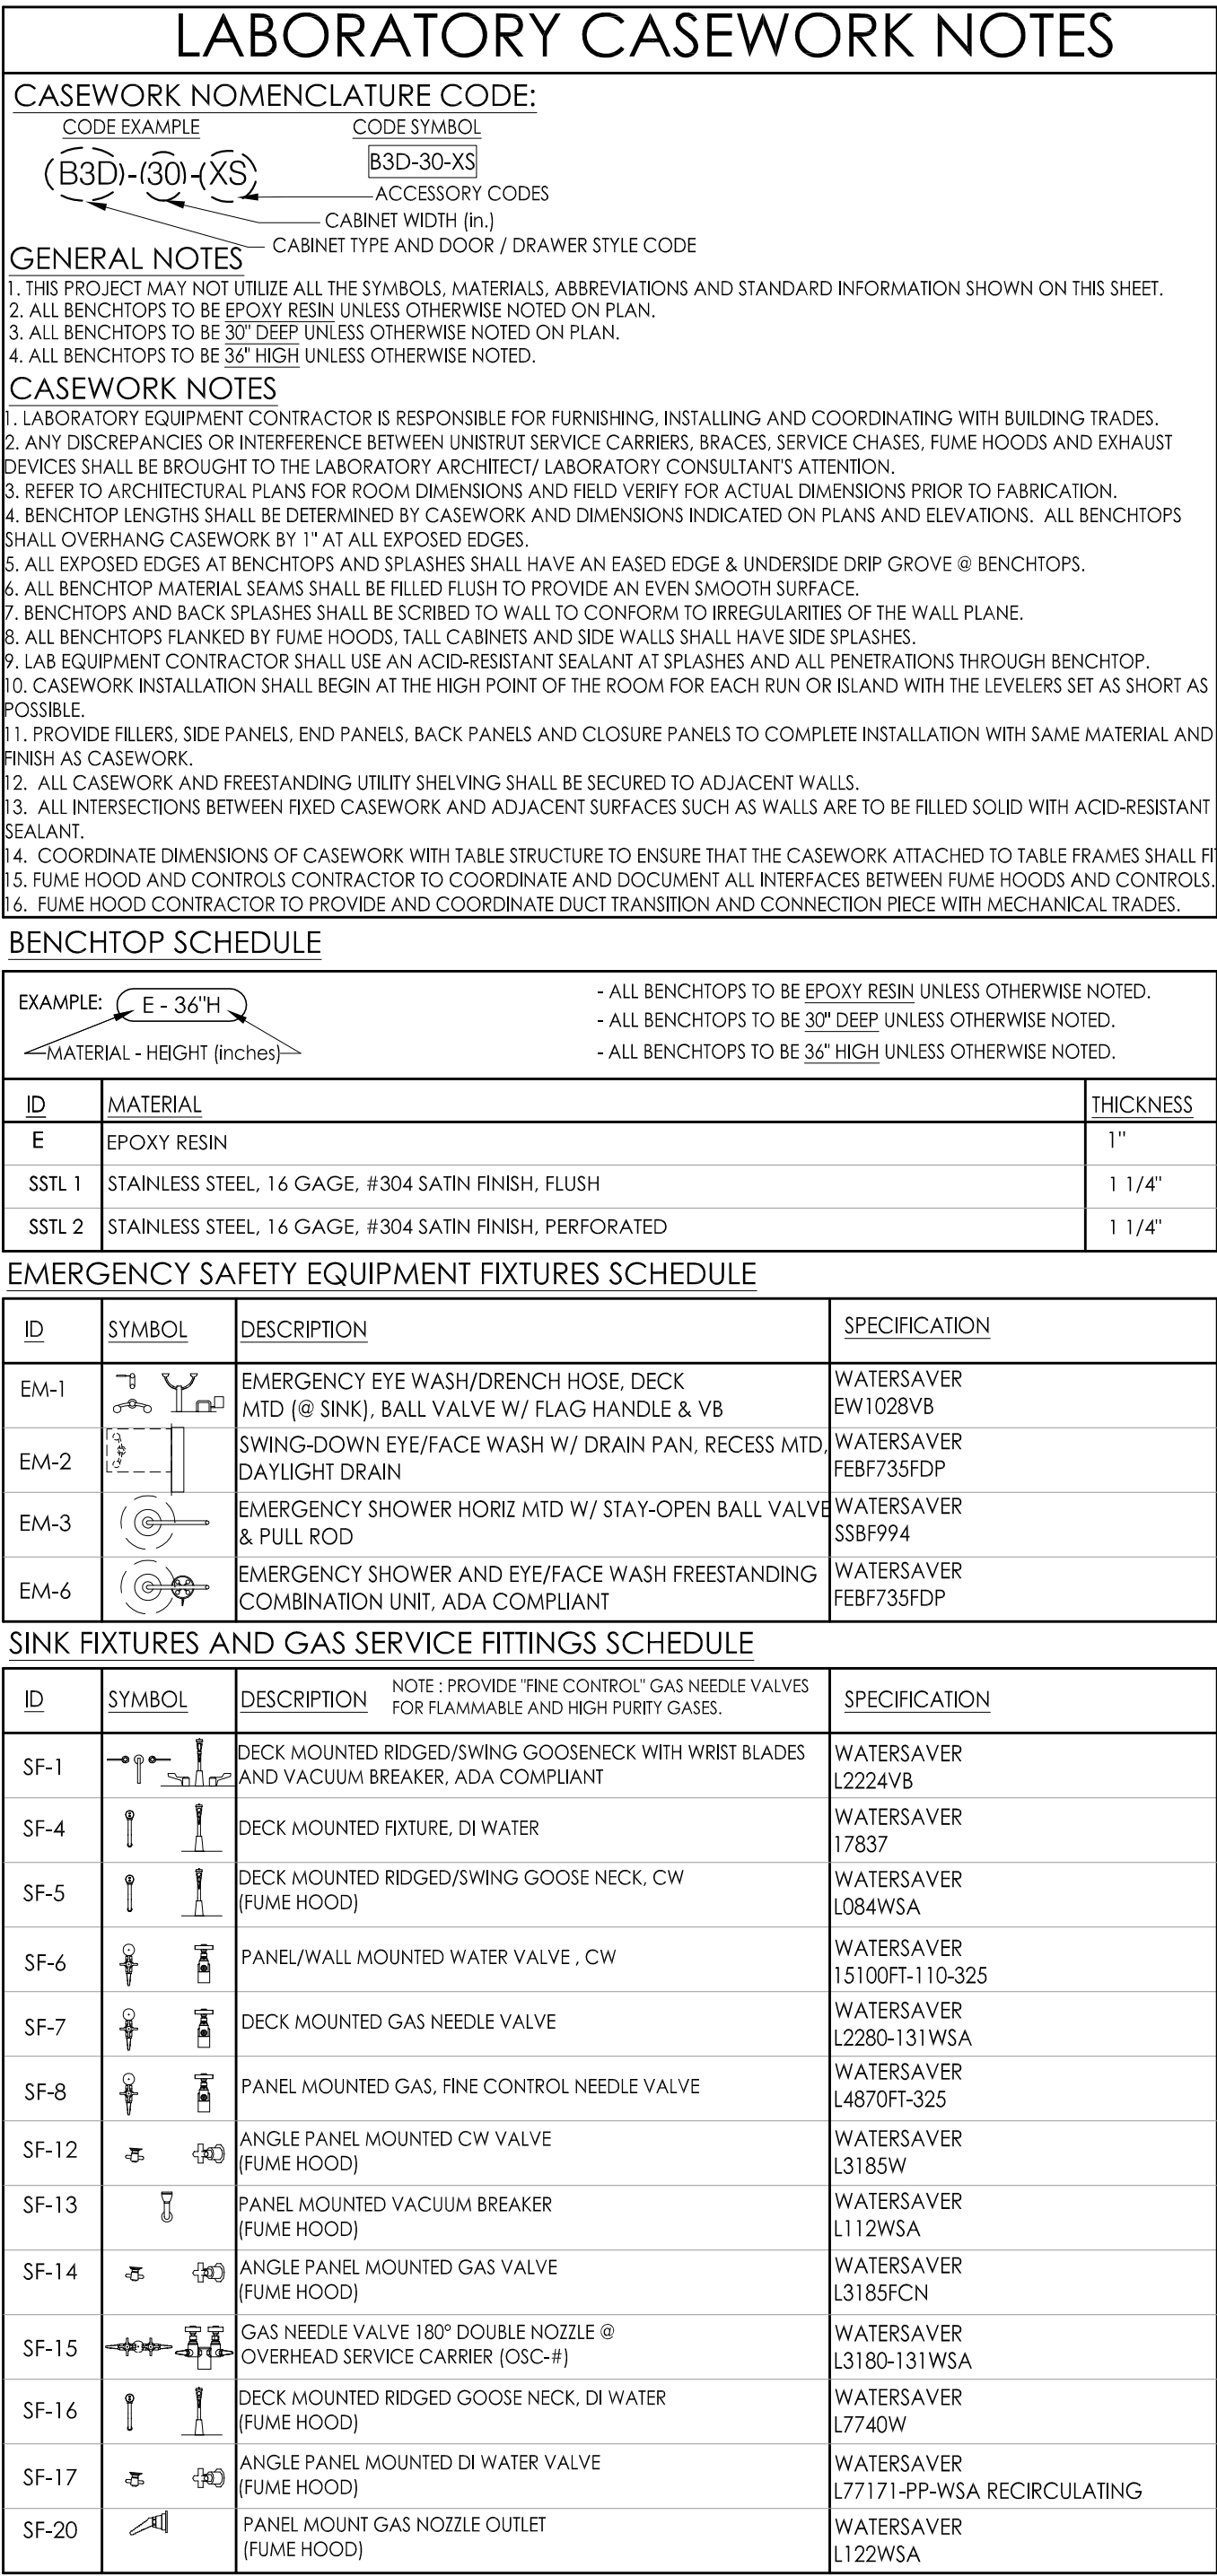 LABORATORY CASEWORK NOTES
CASEWORK NOMENCLATURE CODE:
CODE EXAMPLE
CODE SYMBOL
(B3D)-(30)-(XS)
B3D-30-XS
ACCESSORY CODES
CABINET WIDTH (in.)
CABINET TYPE AND DOOR / DRAWER STYLE CODE
GENERAL NOTES
1. THIS PROJECT MAY NOT UTILIZE ALL THE SYMBOLS, MATERIALS, ABBREVIATIONS AND STANDARD INFORMATION SHOWN ON THIS SHEET.
2. ALL BENCHTOPS TO BE EPOXY RESIN UNLESS OTHERWISE NOTED ON PLAN.
3. ALL BENCHTOPS TO BE 30" DEEP UNLESS OTHERWISE NOTED ON PLAN.
4. ALL BENCHTOPS TO BE 36" HIGH UNLESS OTHERWISE NOTED.
CASEWORK NOTES
1. LABORATORY EQUIPMENT CONTRACTOR IS RESPONSIBLE FOR FURNISHING, INSTALLING AND COORDINATING WITH BUILDING TRADES.
2. ANY DISCREPANCIES OR INTERFERENCE BETWEEN UNISTRUT SERVICE CARRIERS, BRACES, SERVICE CHASES, FUME HOODS AND EXHAUST
DEVICES SHALL BE BROUGHT TO THE LABORATORY ARCHITECT/ LABORATORY CONSULTANT'S ATTENTION.
3. REFER TO ARCHITECTURAL PLANS FOR ROOM DIMENSIONS AND FIELD VERIFY FOR ACTUAL DIMENSIONS PRIOR TO FABRICATION.
4. BENCHTOP LENGTHS SHALL BE DETERMINED BY CASEWORK AND DIMENSIONS INDICATED ON PLANS AND ELEVATIONS. ALL BENCHTOPS
SHALL OVERHANG CASEWORK BY 1" AT ALL EXPOSED EDGES.
5. ALL EXPOSED EDGES AT BENCHTOPS AND SPLASHES SHALL HAVE AN EASED EDGE & UNDERSIDE DRIP GROVE @ BENCHTOPS.
6. ALL BENCHTOP MATERIAL SEAMS SHALL BE FILLED FLUSH TO PROVIDE AN EVEN SMOOTH SURFACE.
7. BENCHTOPS AND BACK SPLASHES SHALL BE SCRIBED TO WALL TO CONFORM TO IRREGULARITIES OF THE WALL PLANE.
8. ALL BENCHTOPS FLANKED BY FUME HOODS, TALL CABINETS AND SIDE WALLS SHALL HAVE SIDE SPLASHES.
9. LAB EQUIPMENT CONTRACTOR SHALL USE AN ACID-RESISTANT SEALANT AT SPLASHES AND ALL PENETRATIONS THROUGH BENCHTOP.
10. CASEWORK INSTALLATION SHALL BEGIN AT THE HIGH POINT OF THE ROOM FOR EACH RUN OR ISLAND WITH THE LEVELERS SET AS SHORT AS
POSSIBLE.
11. PROVIDE FILLERS, SIDE PANELS, END PANELS, BACK PANELS AND CLOSURE PANELS TO COMPLETE INSTALLATION WITH SAME MATERIAL AND
FINISH AS CASEWORK.
12. ALL CASEWORK AND FREESTANDING UTILITY SHELVING SHALL BE SECURED TO ADJACENT WALLS.
13. ALL INTERSECTIONS BETWEEN FIXED CASEWORK AND ADJACENT SURFACES SUCH AS WALLS ARE TO BE FILLED SOLID WITH ACID-RESISTANT
SEALANT.
14. COORDINATE DIMENSIONS OF CASEWORK WITH TABLE STRUCTURE TO ENSURE THAT THE CASEWORK ATTACHED TO TABLE FRAMES SHALL FI
15. FUME HOOD AND CONTROLS CONTRACTOR TO COORDINATE AND DOCUMENT ALL INTERFACES BETWEEN FUME HOODS AND CONTROLS.
16. FUME HOOD CONTRACTOR TO PROVIDE AND COORDINATE DUCT TRANSITION AND CONNECTION PIECE WITH MECHANICAL TRADES.
BENCHTOP SCHEDULE
EXAMPLE: E - 36"H
MATERIAL - HEIGHT (inches)
- ALL BENCHTOPS TO BE EPOXY RESIN UNLESS OTHERWISE NOTED.
- ALL BENCHTOPS TO BE 30" DEEP UNLESS OTHERWISE NOTED.
- ALL BENCHTOPS TO BE 36" HIGH UNLESS OTHERWISE NOTED.
ID MATERIAL THICKNESS
E EPOXY RESIN 1"
SSTL 1 STAINLESS STEEL, 16 GAGE, #304 SATIN FINISH, FLUSH 1 1/4"
SSTL 2 STAINLESS STEEL, 16 GAGE, #304 SATIN FINISH, PERFORATED 1 1/4"
EMERGENCY SAFETY EQUIPMENT FIXTURES SCHEDULE
ID SYMBOL DESCRIPTION SPECIFICATION
EM-1
EMERGENCY EYE WASH/DRENCH HOSE, DECK
MTD (@ SINK), BALL VALVE W/ FLAG HANDLE & VB
WATERSAVER
EW1028VB
EM-2
SWING-DOWN EYE/FACE WASH W/ DRAIN PAN, RECESS MTD,
DAYLIGHT DRAIN
WATERSAVER
FEBF735FDP
EM-3
EMERGENCY SHOWER HORIZ MTD W/ STAY-OPEN BALL VALVE
& PULL ROD
WATERSAVER
SSBF994
EM-6
EMERGENCY SHOWER AND EYE/FACE WASH FREESTANDING
COMBINATION UNIT, ADA COMPLIANT
WATERSAVER
FEBF735FDP
SINK FIXTURES AND GAS SERVICE FITTINGS SCHEDULE
ID SYMBOL DESCRIPTION
NOTE : PROVIDE "FINE CONTROL" GAS NEEDLE VALVES
FOR FLAMMABLE AND HIGH PURITY GASES.
SPECIFICATION
SF-1
DECK MOUNTED RIDGED/SWING GOOSENECK WITH WRIST BLADES
AND VACUUM BREAKER, ADA COMPLIANT
WATERSAVER
L2224VB
SF-4
DECK MOUNTED FIXTURE, DI WATER
WATERSAVER
17837
SF-5
DECK MOUNTED RIDGED/SWING GOOSE NECK, CW
(FUME HOOD)
WATERSAVER
L084WSA
SF-6
PANEL/WALL MOUNTED WATER VALVE , CW
WATERSAVER
15100FT-110-325
SF-7
DECK MOUNTED GAS NEEDLE VALVE
WATERSAVER
L2280-131WSA
SF-8
PANEL MOUNTED GAS, FINE CONTROL NEEDLE VALVE
WATERSAVER
L4870FT-325
SF-12
ANGLE PANEL MOUNTED CW VALVE
(FUME HOOD)
WATERSAVER
L3185W
SF-13
PANEL MOUNTED VACUUM BREAKER
(FUME HOOD)
WATERSAVER
L112WSA
SF-14
ANGLE PANEL MOUNTED GAS VALVE
(FUME HOOD)
WATERSAVER
L3185FCN
SF-15
GAS NEEDLE VALVE 180° DOUBLE NOZZLE @
OVERHEAD SERVICE CARRIER (OSC-#)
WATERSAVER
L3180-131WSA
SF-16
DECK MOUNTED RIDGED GOOSE NECK, DI WATER
(FUME HOOD)
WATERSAVER
L7740W
SF-17
ANGLE PANEL MOUNTED DI WATER VALVE
(FUME HOOD)
WATERSAVER
L77171-PP-WSA RECIRCULATING
SF-20
PANEL MOUNT GAS NOZZLE OUTLET
(FUME HOOD)
WATERSAVER
L122WSA